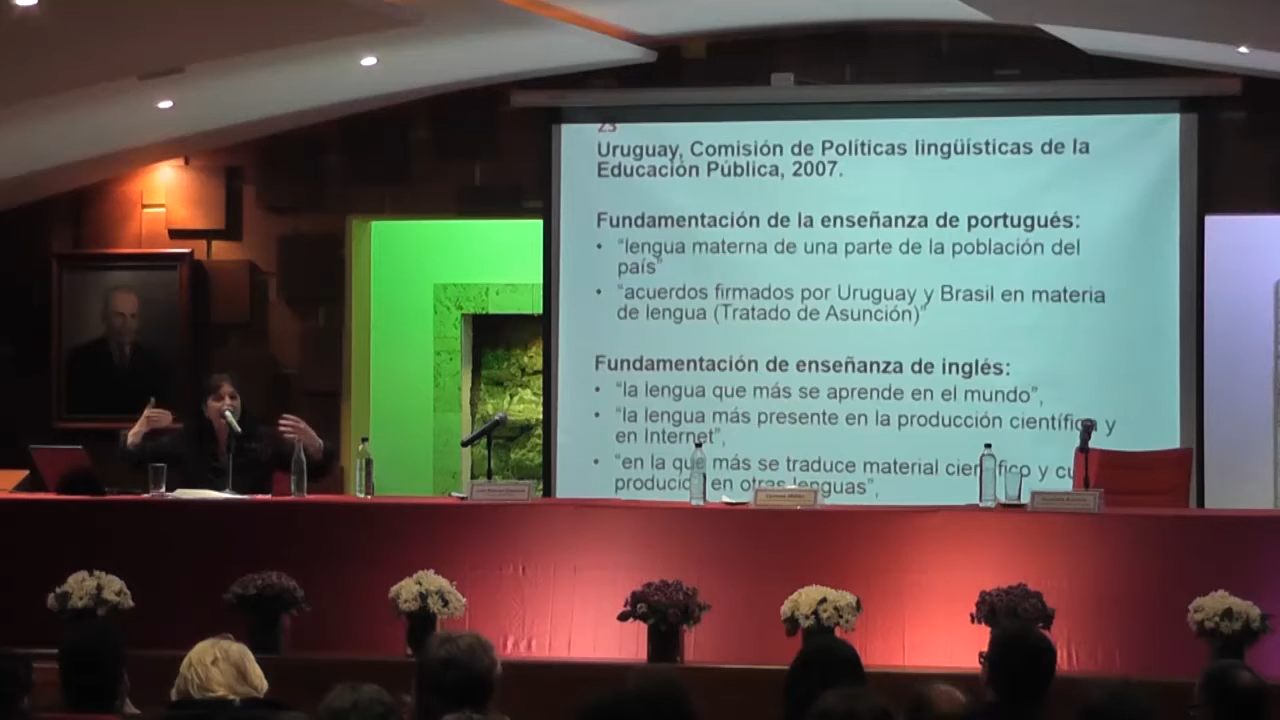 23
Uruguay, Comisión de Políticas lingüísticas de la
Educación Pública, 2007.
Fundamentación de la enseñanza de portugués:
• “lengua materna de una parte de la población del
país”
• “acuerdos firmados por Uruguay y Brasil en materia
de lengua (Tratado de Asunción)”
Fundamentación de enseñanza de inglés:
• “la lengua que más se aprende en el mundo”,
• “la lengua más presente en la producción científica y
en Internet”,
• “en la que más se traduce material científico y
en otras lenguas”,